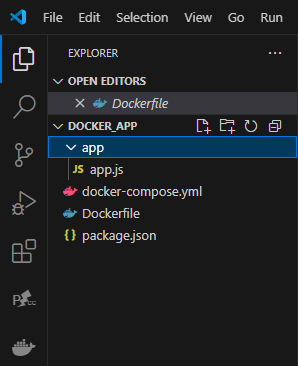 File Edit Selection View Go Run
EXPLORER
OPEN EDITORS
Dockerfile
DOCKER_APP
app
JS app.js
docker-compose.yml
Dockerfile
{} package.json